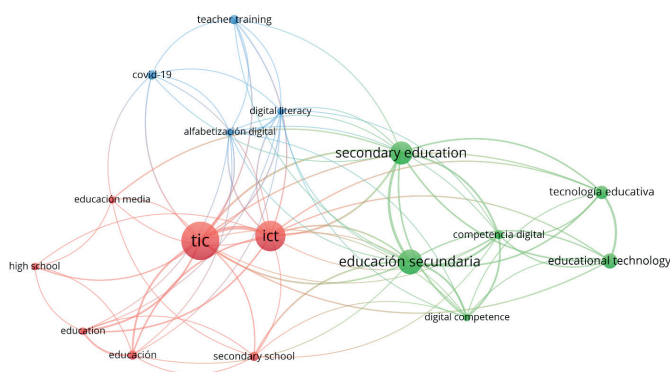 teacher training
covid-19
digital literacy
alfabetización digital
secondary education
tecnología educativa
educación media
tic
ict
competencia digital
educación secundaria
educational technology
high school
digital competence
education
educación
secondary school